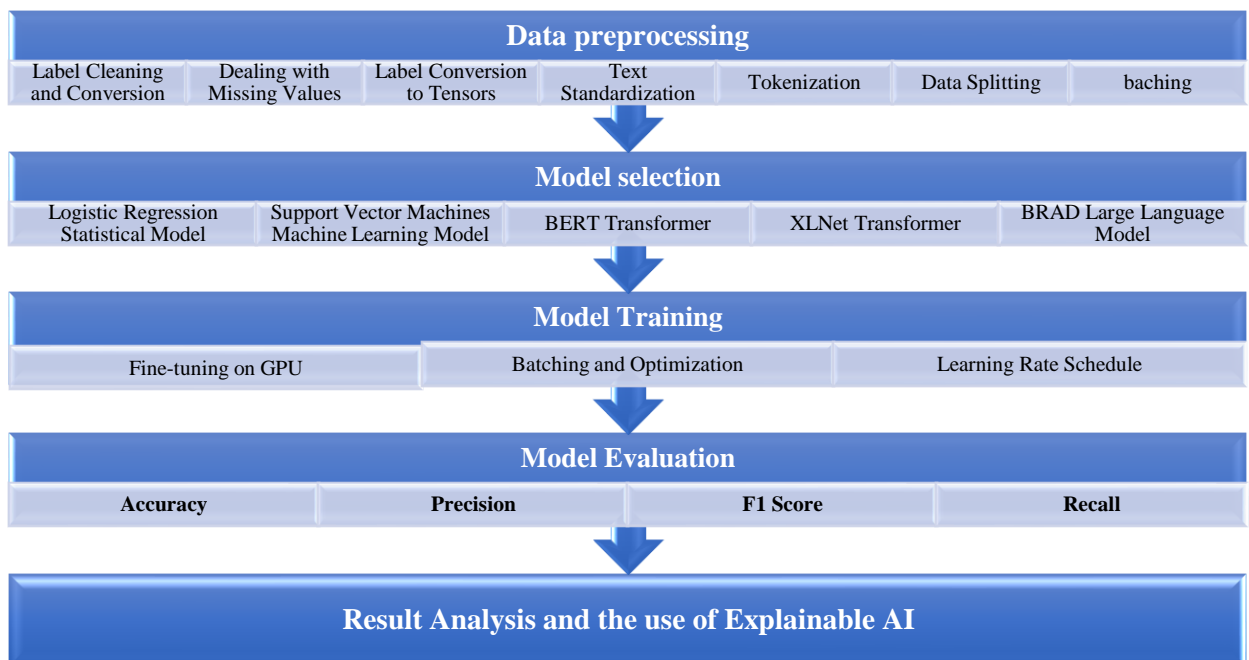 Data preprocessing
Label Cleaning
and Conversion
Dealing with
Missing Values
Label Conversion
to Tensors
Text
Standardization
Tokenization
Data Splitting
baching
Model selection
Logistic Regression
Statistical Model
Support Vector Machines
Machine Learning Model
BERT Transformer
XLNet Transformer
BRAD Large Language
Model
Model Training
Fine-tuning on GPU
Batching and Optimization
Learning Rate Schedule
Model Evaluation
Accuracy
Precision
F1 Score
Recall
Result Analysis and the use of Explainable AI